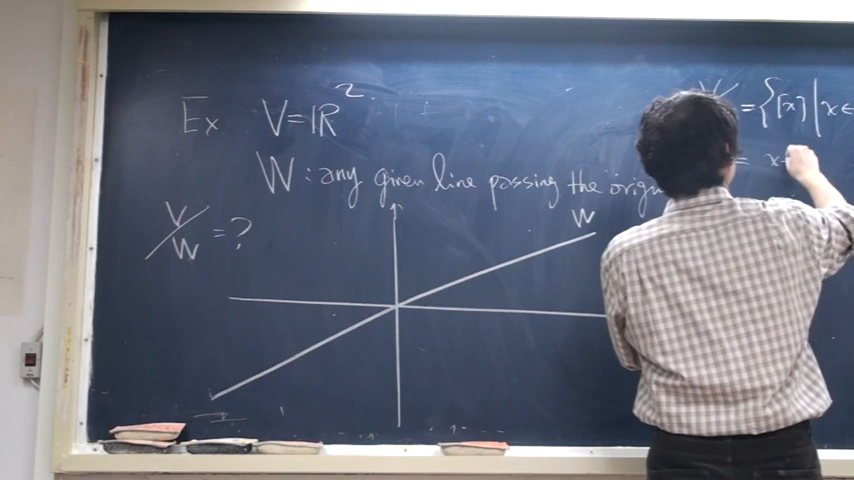 Ex V=ℝ²
W: any given line passing the origin
V/W =?
W
={[x]|x∈
= x+